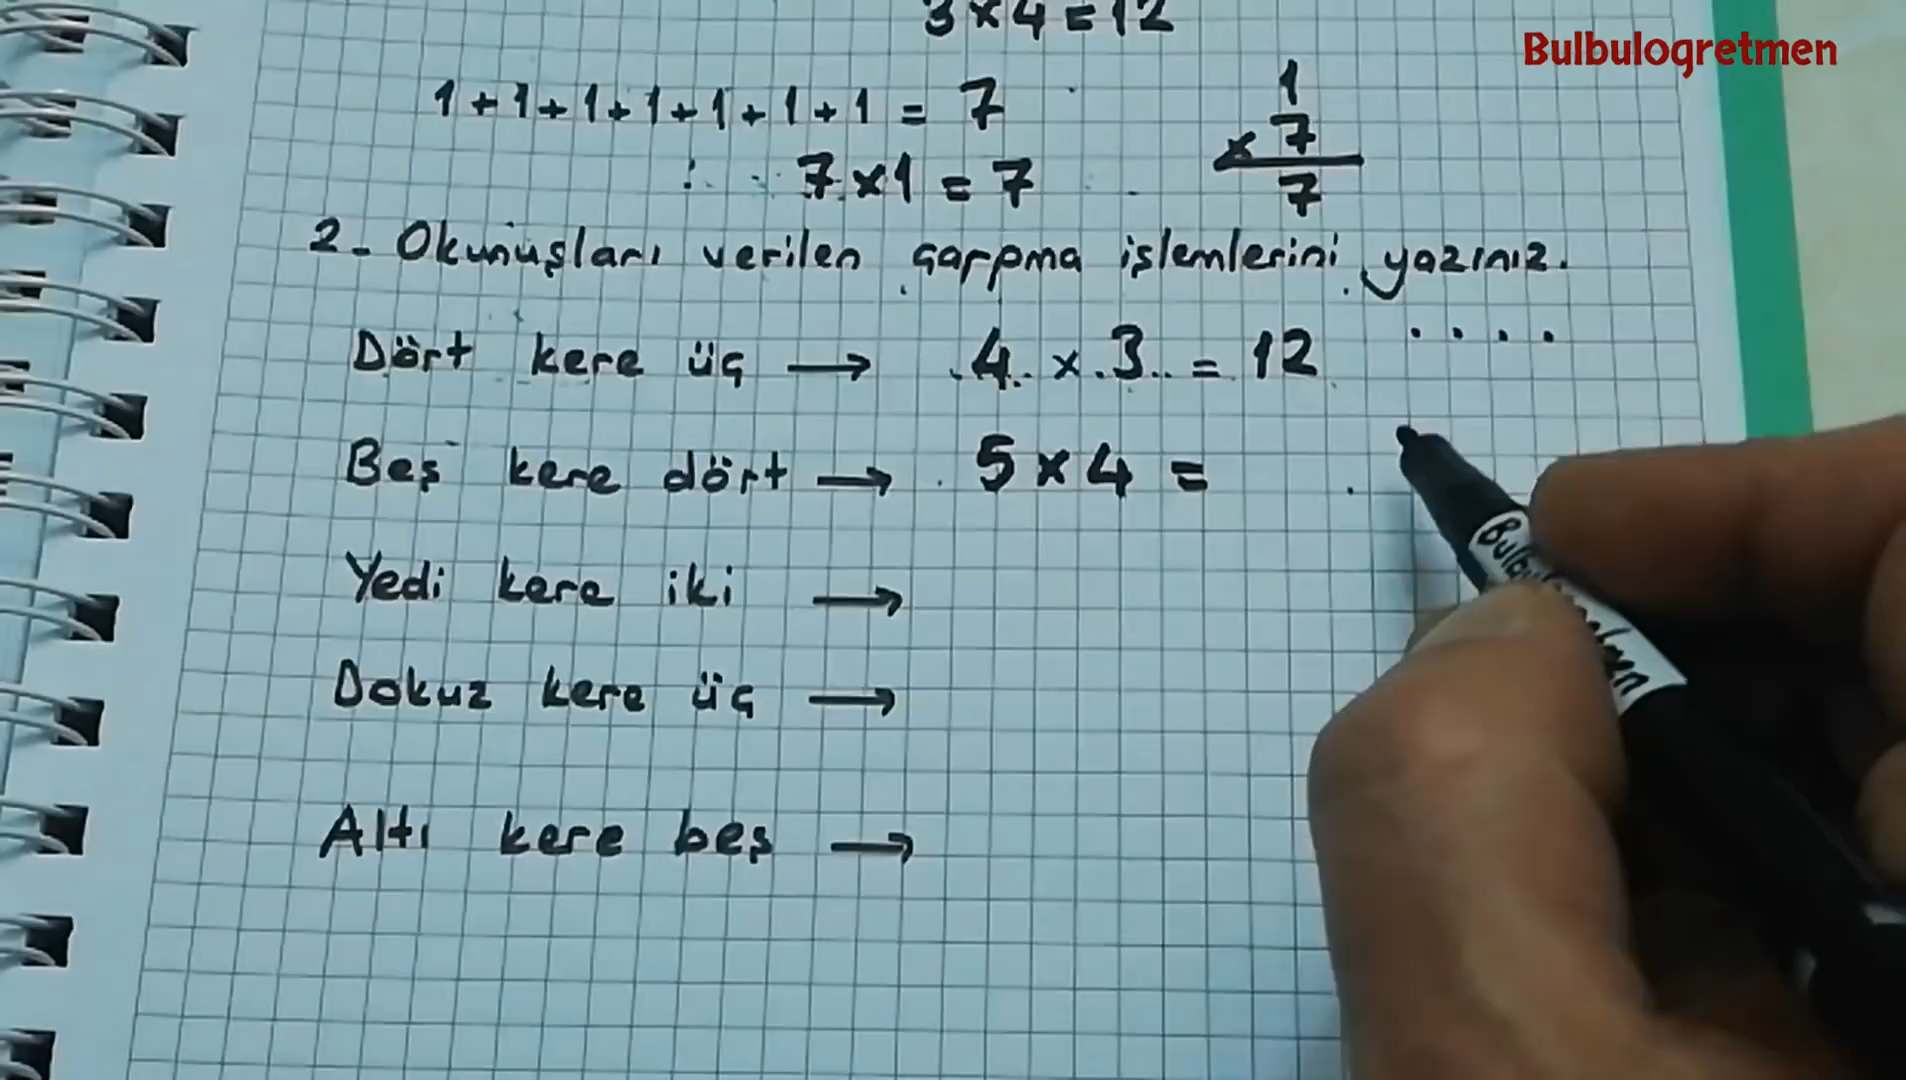 3 x 4 = 12
Bulbulogretmen
1 + 1 + 1 + 1 + 1 + 1 + 1 = 7
7 x 1 = 7
1
x 7
7
2- Okunuşları verilen çarpma işlemlerini yazınız.
Dört kere üç → 4 x 3 = 12
Beş kere dört → 5 x 4 =
Yedi kere iki →
Dokuz kere üç →
Altı kere beş →